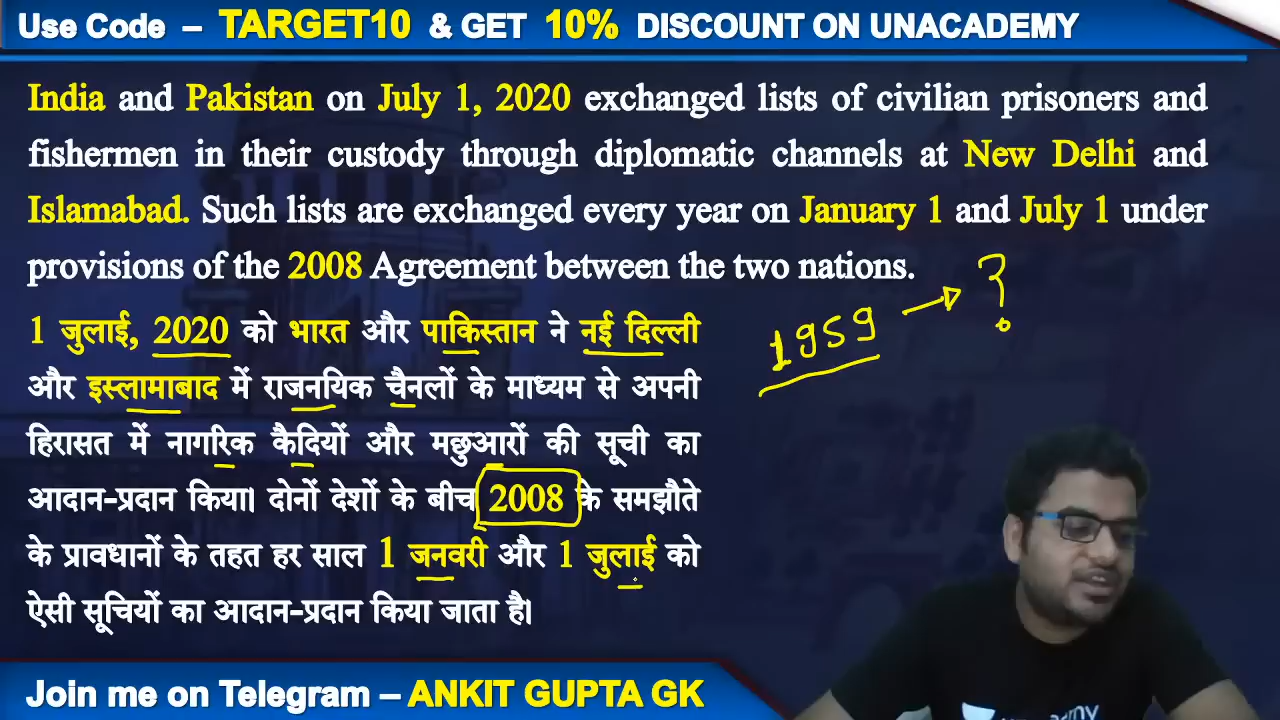 Use Code – TARGET10 & GET 10% DISCOUNT ON UNACADEMY
India and Pakistan on July 1, 2020 exchanged lists of civilian prisoners and
fishermen in their custody through diplomatic channels at New Delhi and
Islamabad. Such lists are exchanged every year on January 1 and July 1 under
provisions of the 2008 Agreement between the two nations.
1 जुलाई, 2020 को भारत और पाकिस्तान ने नई दिल्ली
और इस्लामाबाद में राजनयिक चैनलों के माध्यम से अपनी
हिरासत में नागरिक कैदियों और मछुआरों की सूची का
आदान-प्रदान किया। दोनों देशों के बीच 2008 के समझौते
के प्रावधानों के तहत हर साल 1 जनवरी और 1 जुलाई को
ऐसी सूचियों का आदान-प्रदान किया जाता है।
1959 → ?
Join me on Telegram – ANKIT GUPTA GK